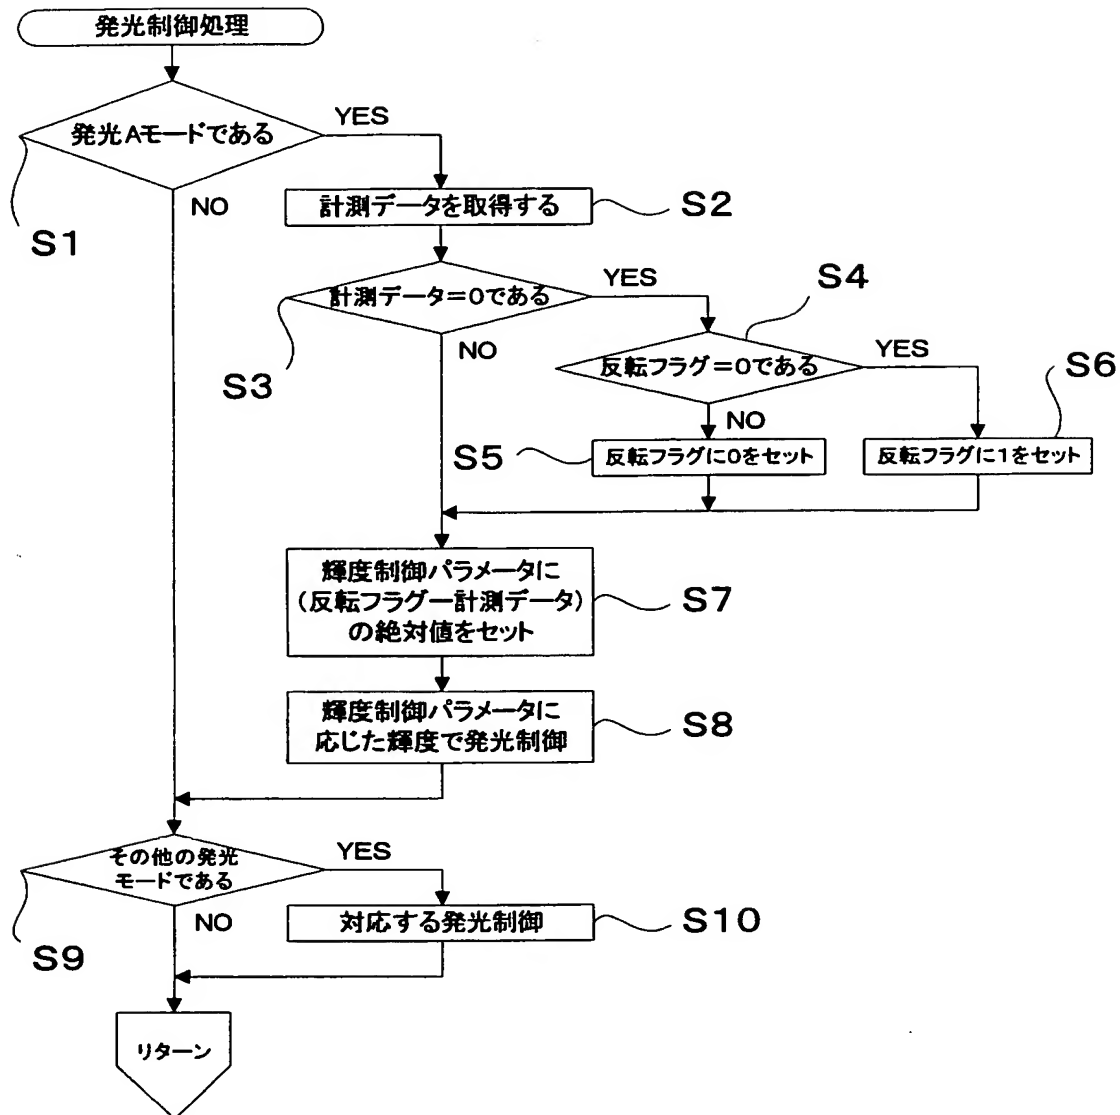 発光制御処理
発光Aモードである
YES
NO
S1
計測データを取得する
S2
計測データ=0である
YES
NO
S3
S4
反転フラグ=0である
YES
NO
S5
反転フラグに0をセット
S6
反転フラグに1をセット
輝度制御パラメータに
(反転フラグー計測データ)
の絶対値をセット
S7
輝度制御パラメータに
応じた輝度で発光制御
S8
その他の発光
モードである
YES
NO
S9
対応する発光制御
S10
リターン